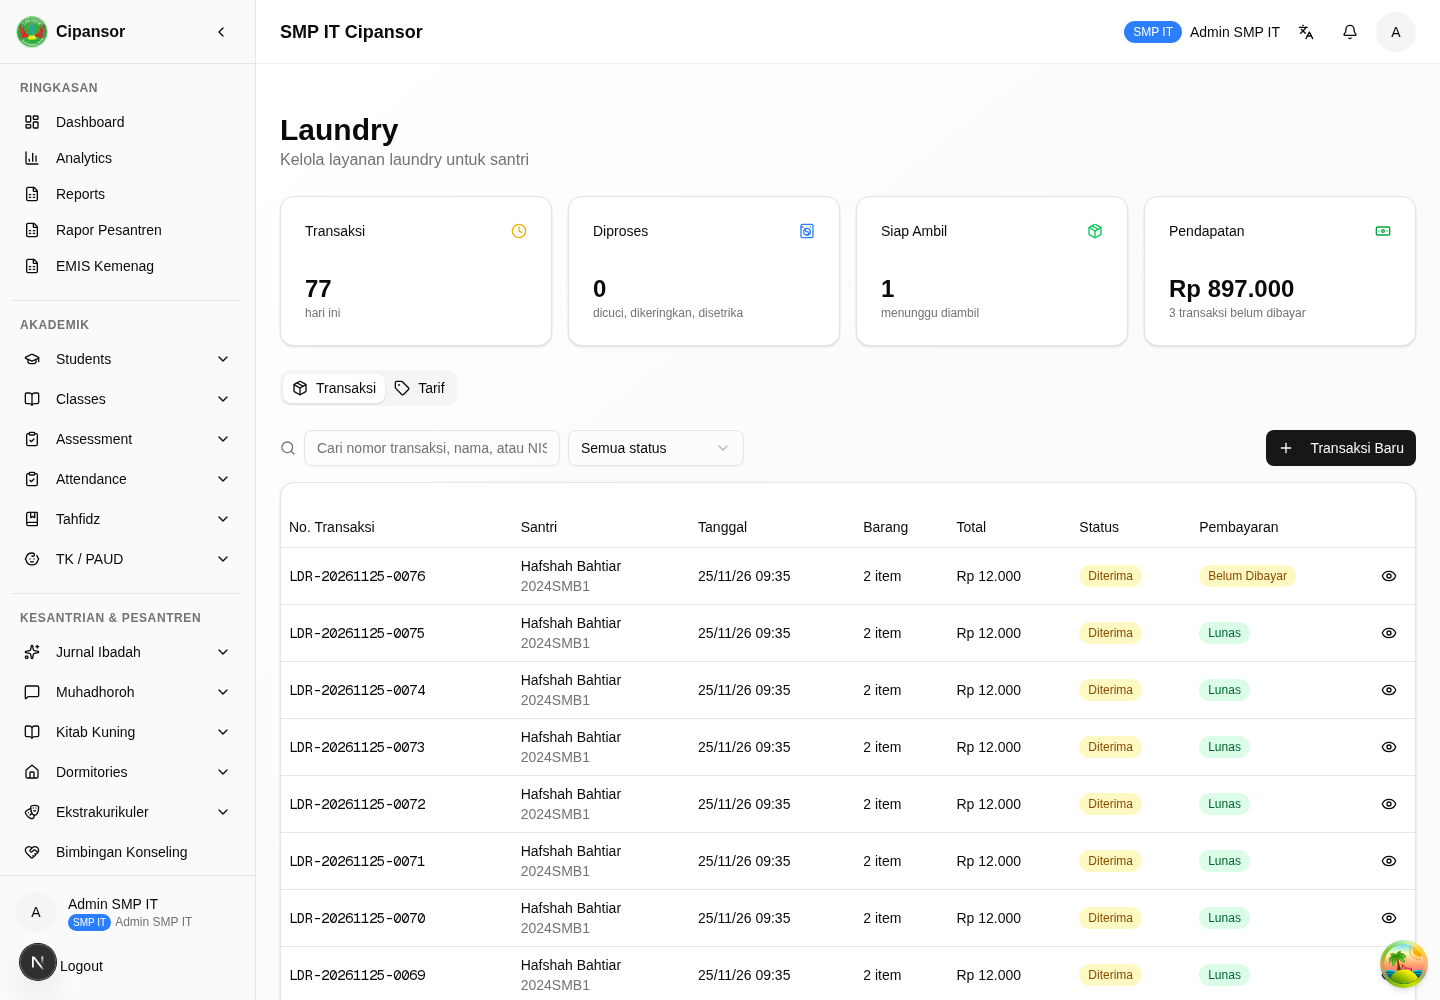 Cipansor
SMP IT Cipansor
SMP IT
Admin SMP IT
A
RINGKASAN
Dashboard
Analytics
Reports
Rapor Pesantren
EMIS Kemenag
AKADEMIK
Students
Classes
Assessment
Attendance
Tahfidz
TK / PAUD
KESANTRIAN & PESANTREN
Jurnal Ibadah
Muhadhoroh
Kitab Kuning
Dormitories
Ekstrakurikuler
Bimbingan Konseling
A
Admin SMP IT
SMP IT Admin SMP IT
N
Logout
Laundry
Kelola layanan laundry untuk santri
Transaksi
77
hari ini
Diproses
0
dicuci, dikeringkan, disetrika
Siap Ambil
1
menunggu diambil
Pendapatan
Rp 897.000
3 transaksi belum dibayar
Transaksi
Tarif
Cari nomor transaksi, nama, atau NIS
Semua status
Transaksi Baru
No. Transaksi Santri Tanggal Barang Total Status Pembayaran
LDR-20261125-0076 Hafshah Bahtiar 2024SMB1 25/11/26 09:35 2 item Rp 12.000 Diterima Belum Dibayar
LDR-20261125-0075 Hafshah Bahtiar 2024SMB1 25/11/26 09:35 2 item Rp 12.000 Diterima Lunas
LDR-20261125-0074 Hafshah Bahtiar 2024SMB1 25/11/26 09:35 2 item Rp 12.000 Diterima Lunas
LDR-20261125-0073 Hafshah Bahtiar 2024SMB1 25/11/26 09:35 2 item Rp 12.000 Diterima Lunas
LDR-20261125-0072 Hafshah Bahtiar 2024SMB1 25/11/26 09:35 2 item Rp 12.000 Diterima Lunas
LDR-20261125-0071 Hafshah Bahtiar 2024SMB1 25/11/26 09:35 2 item Rp 12.000 Diterima Lunas
LDR-20261125-0070 Hafshah Bahtiar 2024SMB1 25/11/26 09:35 2 item Rp 12.000 Diterima Lunas
LDR-20261125-0069 Hafshah Bahtiar 2024SMB1 25/11/26 09:35 2 item Rp 12.000 Diterima Lunas